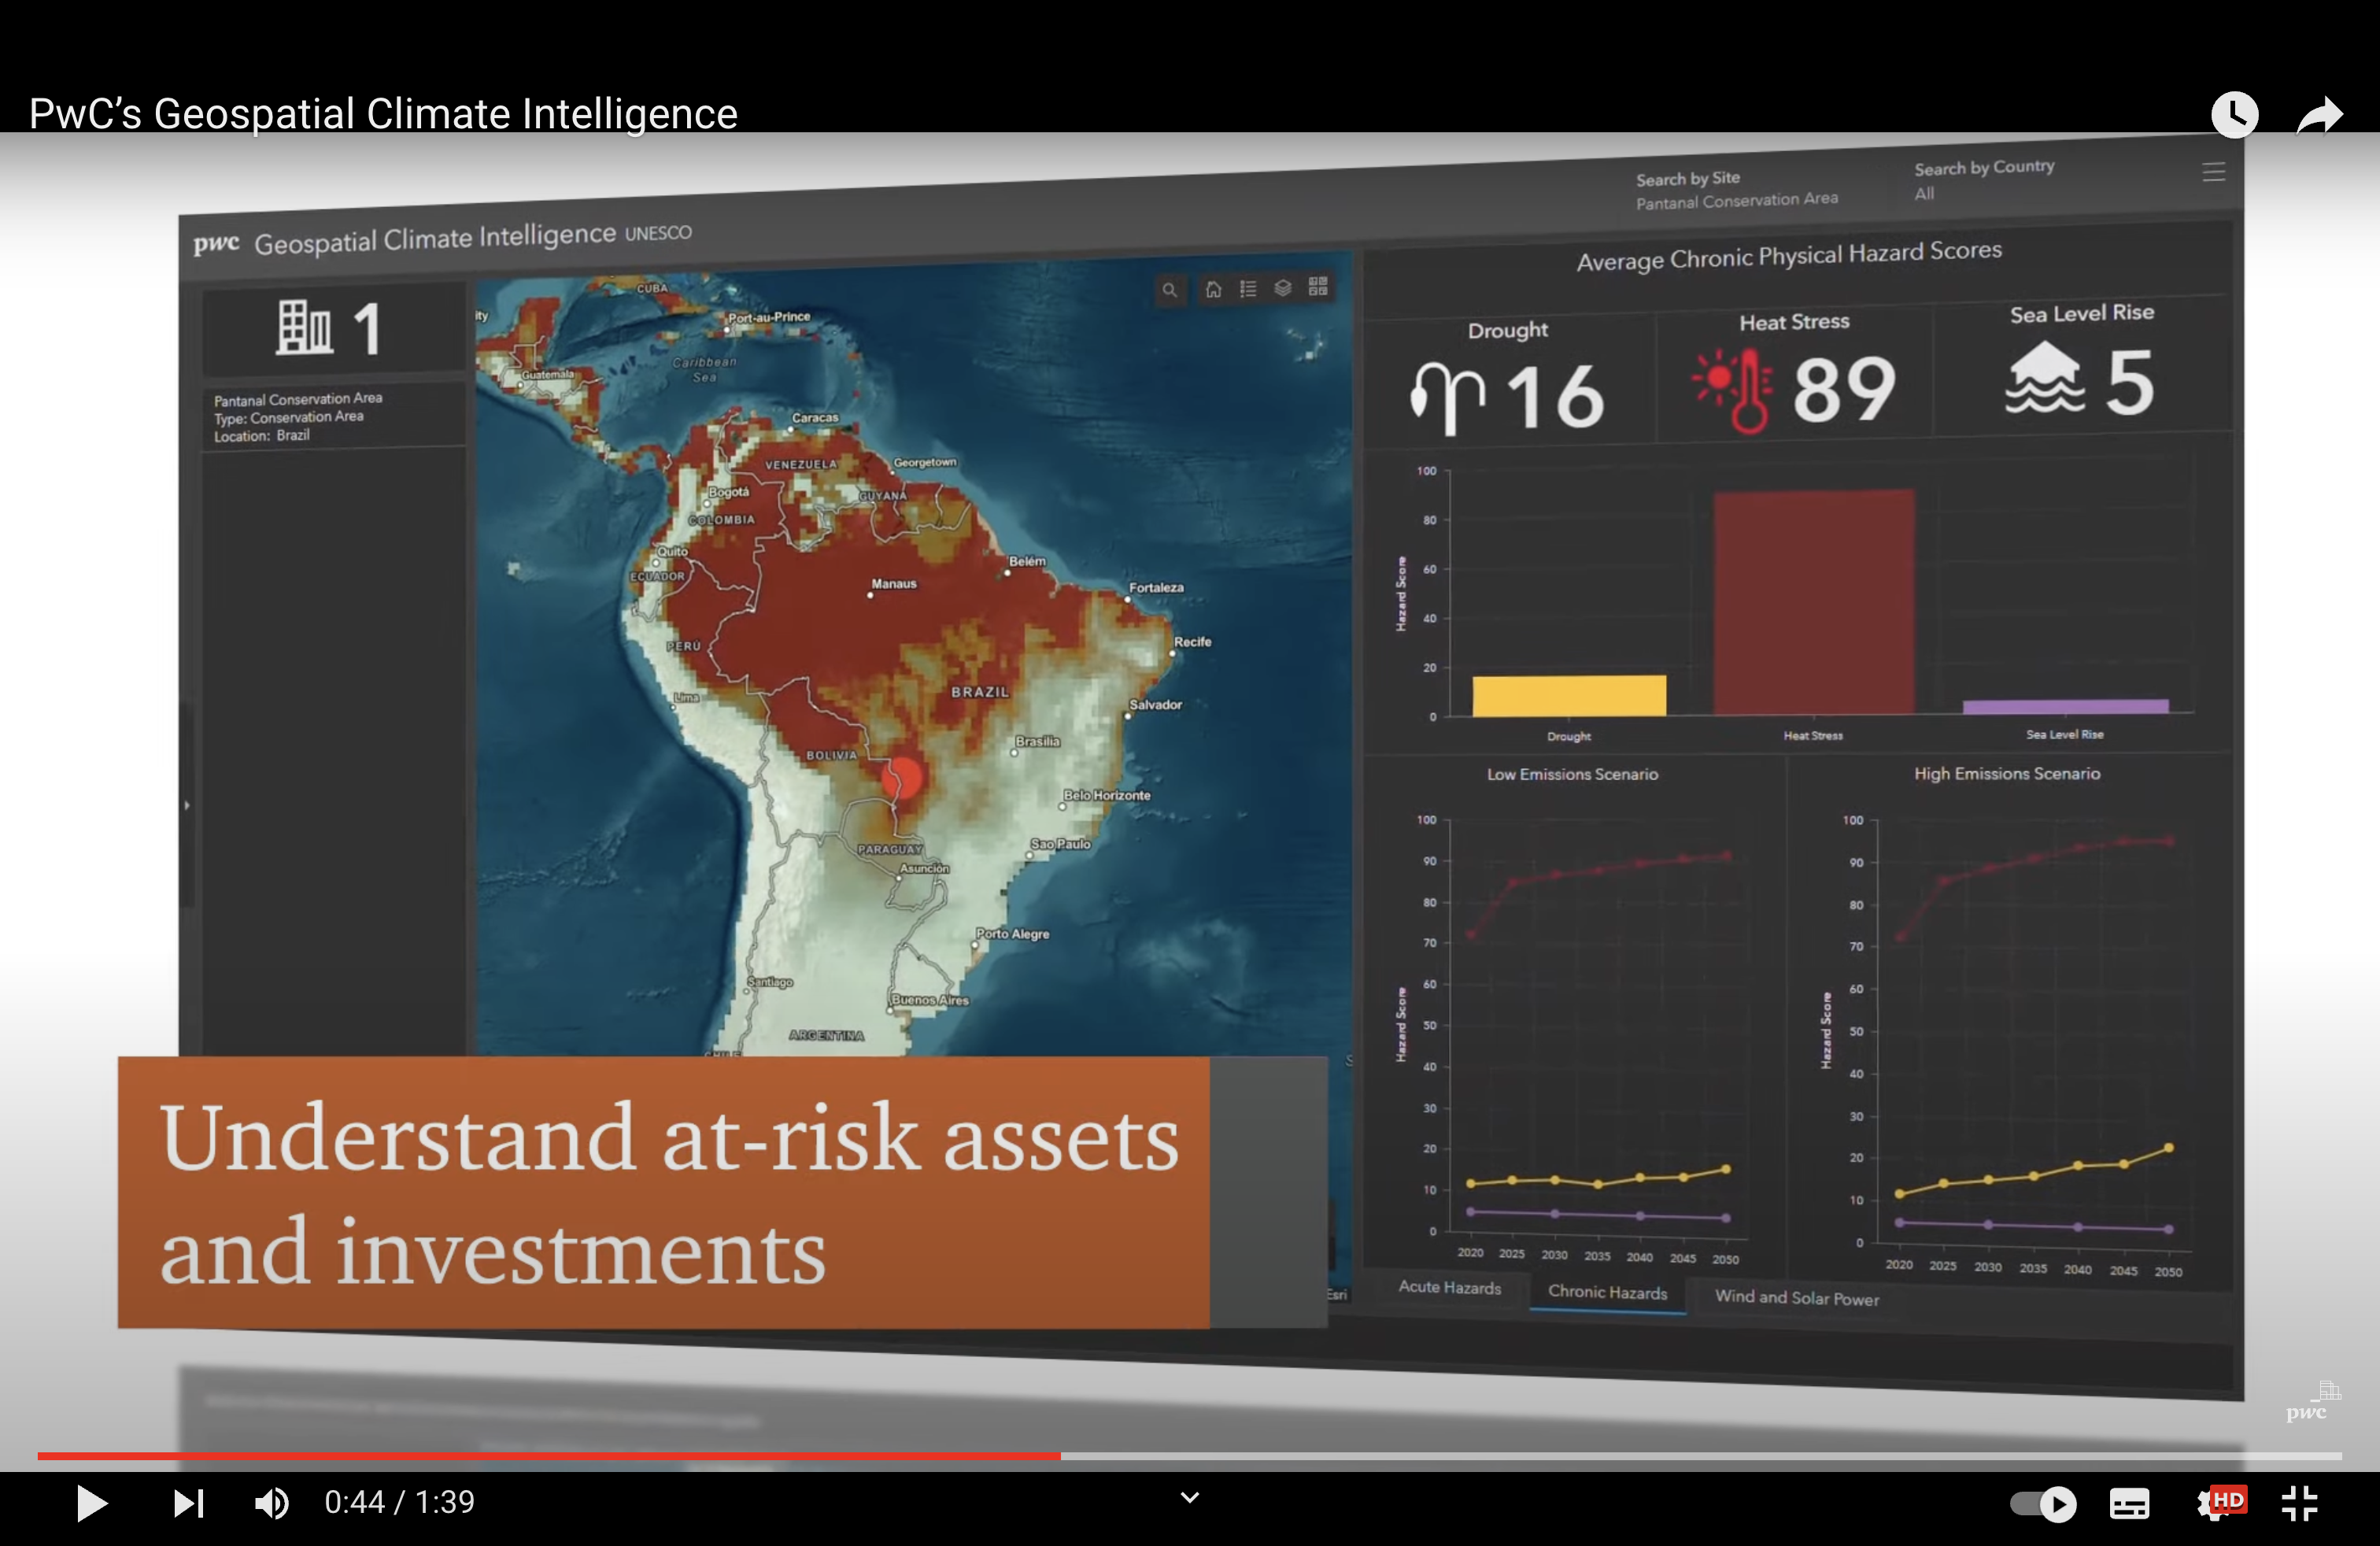 PwC’s Geospatial Climate Intelligence
Search by Site
Pantanal Conservation Area
Search by Country
All
pwc Geospatial Climate Intelligence UNESCO
1
Pantanal Conservation Area
Type: Conservation Area
Location: Brazil
ity
CUBA
Port-au-Prince
Caribbean
Sea
Guatemala
Caracas
VENEZUELA
Georgetown
Bogotá
GUYANA
COLOMBIA
Quito
ECUADOR
Belém
Manaus
Fortaleza
PERÚ
Recife
Lima
BRAZIL
Salvador
BOLIVIA
Brasília
Belo Horizonte
PARAGUAY
Sao Paulo
Asunción
Porto Alegre
Santiago
Buenos Aires
ARGENTINA
CHILE
Esri
Average Chronic Physical Hazard Scores
Drought
16
Heat Stress
89
Sea Level Rise
5
Hazard Score
100
80
60
40
20
0
Drought
Heat Stress
Sea Level Rise
Low Emissions Scenario
Hazard Score
100
90
80
70
60
50
40
30
20
10
0
2020 2025 2030 2035 2040 2045 2050
High Emissions Scenario
Hazard Score
100
90
80
70
60
50
40
30
20
10
0
2020 2025 2030 2035 2040 2045 2050
Acute Hazards
Chronic Hazards
Wind and Solar Power
Understand at-risk assets
and investments
pwc
0:44 / 1:39
HD